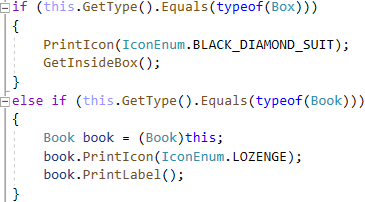 if (this.GetType().Equals(typeof(Box)))
{
PrintIcon(IconEnum.BLACK_DIAMOND_SUIT);
GetInsideBox();
}
else if (this.GetType().Equals(typeof(Book)))
{
Book book = (Book)this;
book.PrintIcon(IconEnum.LOZENGE);
book.PrintLabel();
}